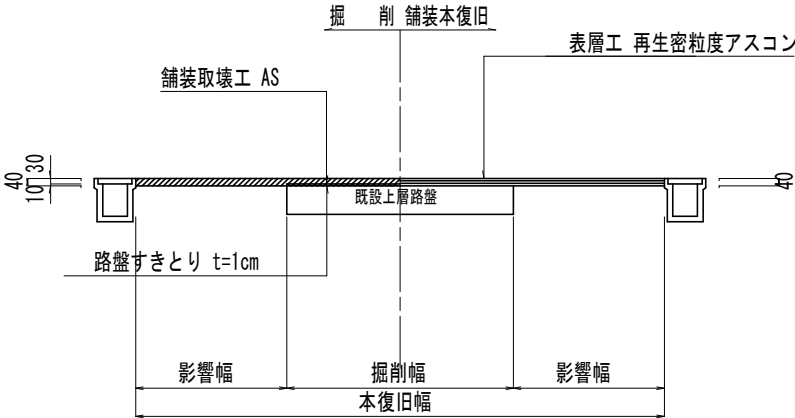 掘　削 舗装本復旧
表層工 再生密粒度アスコン
舗装取壊工 AS
40
30
10
40
既設上層路盤
路盤すきとり t=1cm
影響幅 掘削幅 影響幅
本復旧幅